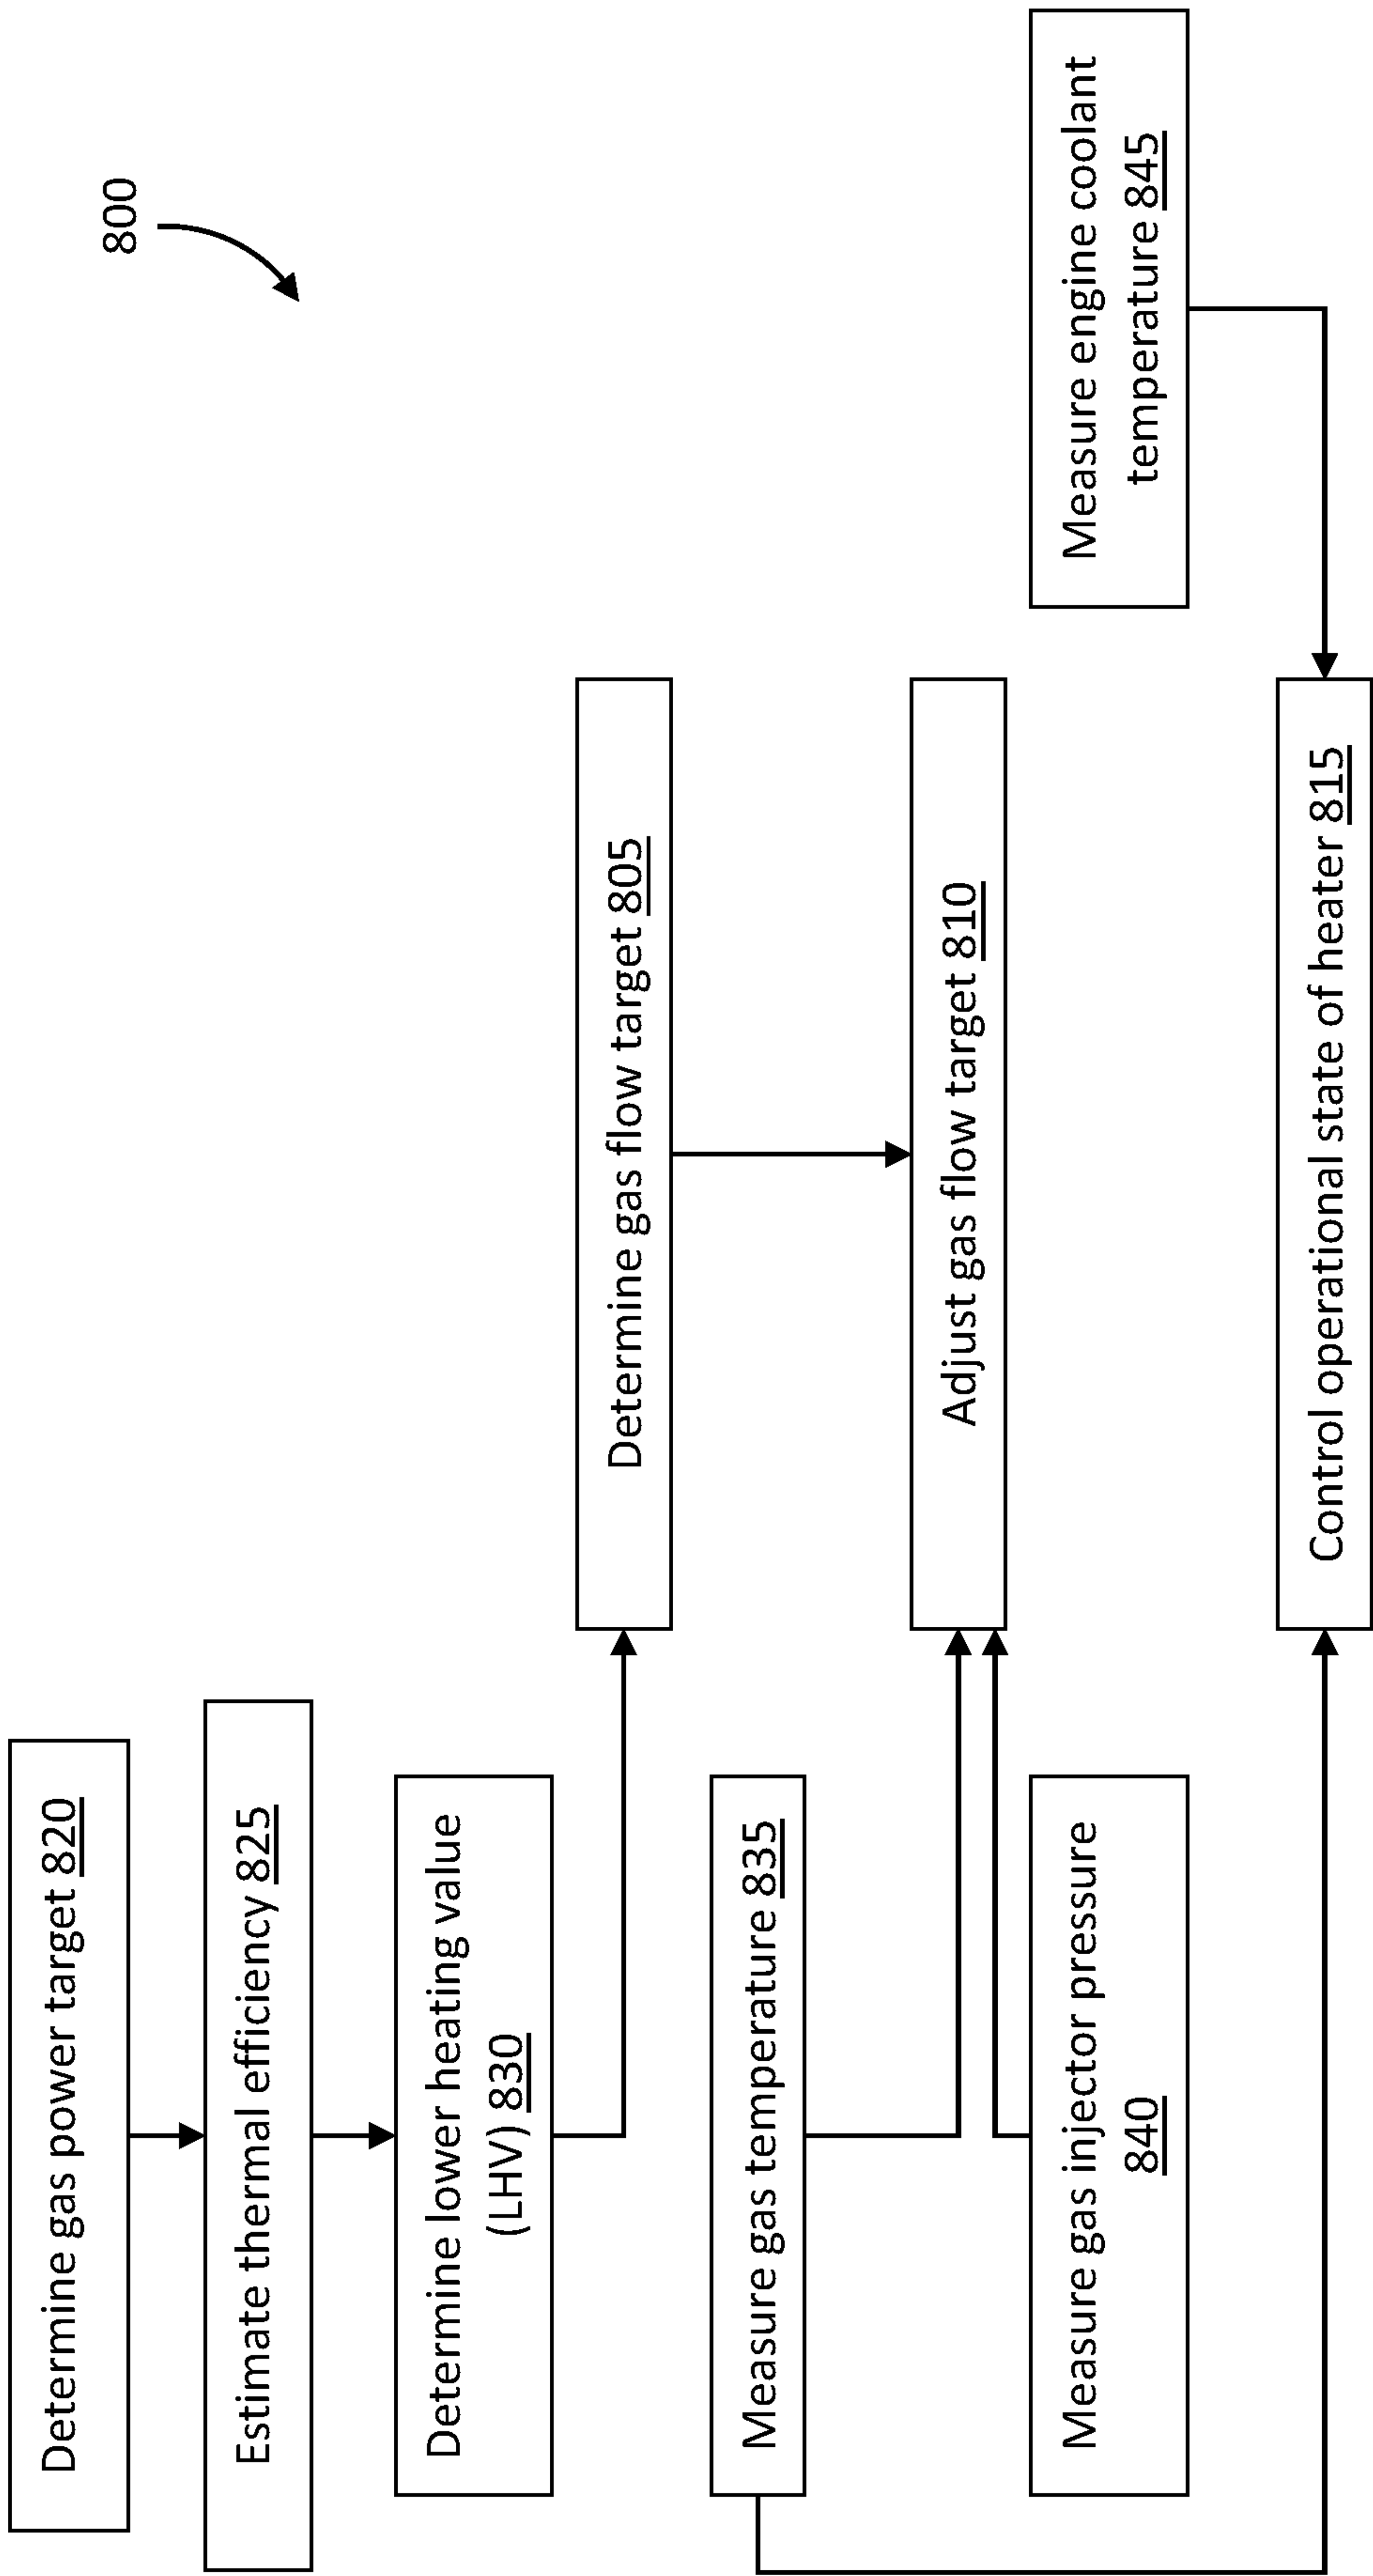 800
Determine gas power target 820
Estimate thermal efficiency 825
Determine lower heating value
(LHV) 830
Determine gas flow target 805
Measure gas temperature 835
Adjust gas flow target 810
Measure gas injector pressure
840
Measure engine coolant
temperature 845
Control operational state of heater 815